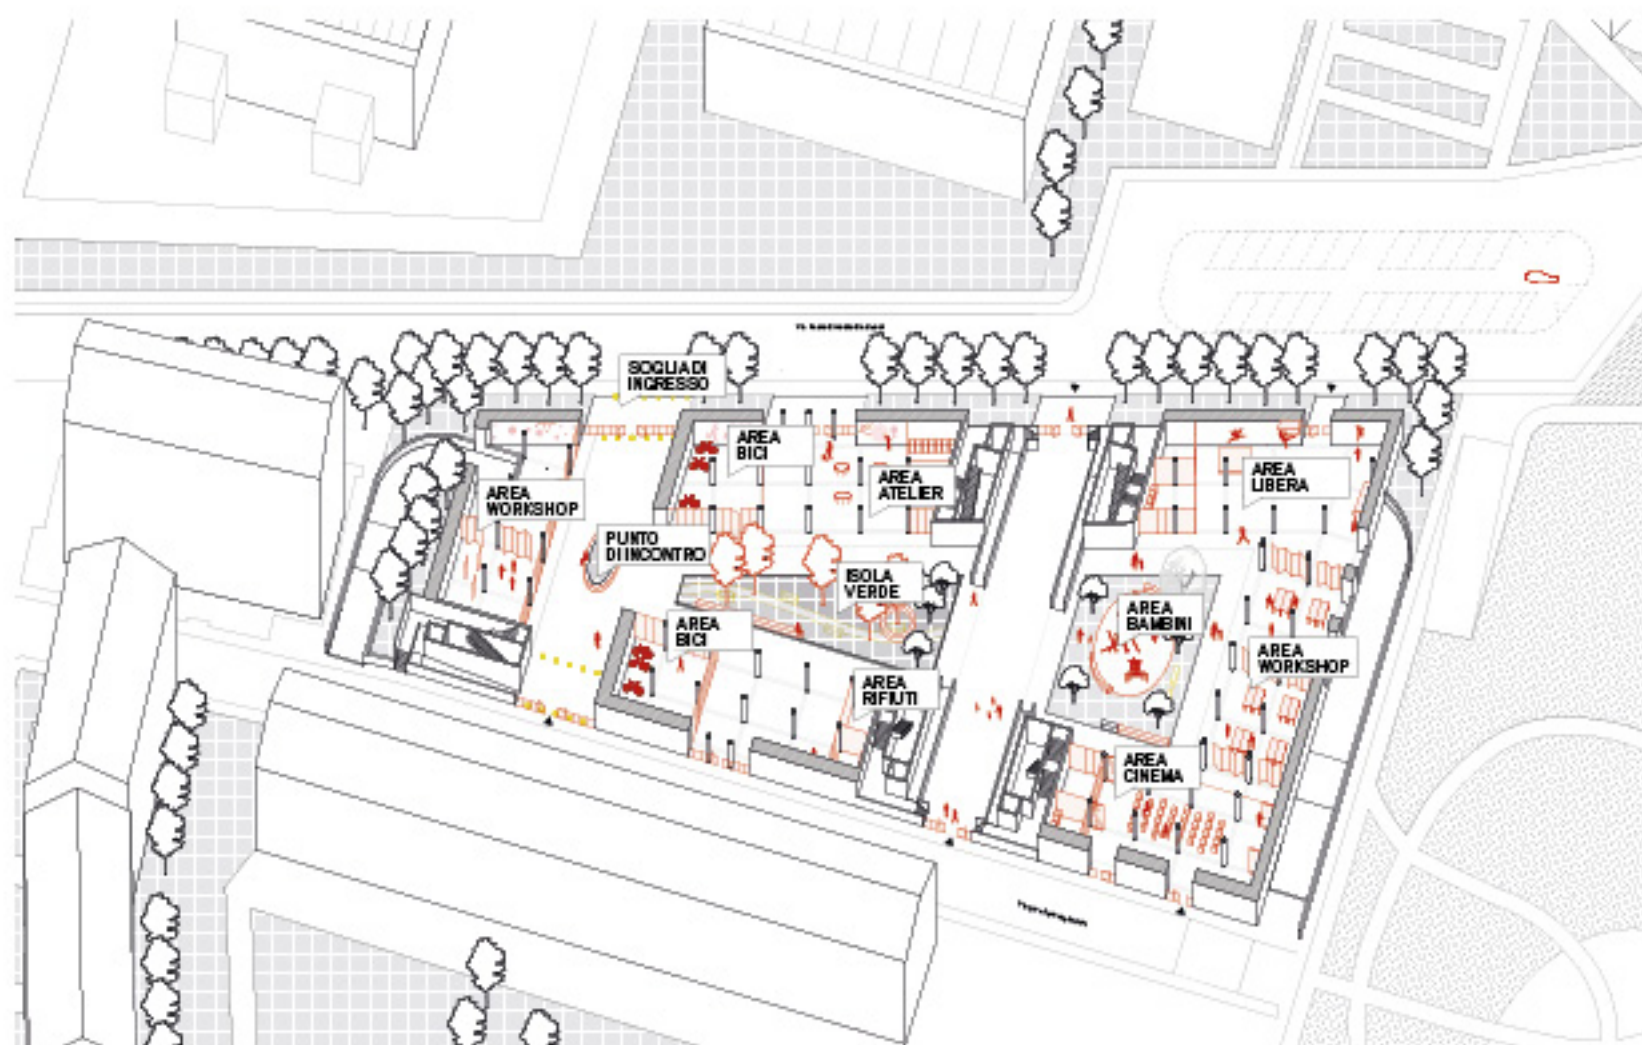 SOGLIA DI
INGRESSO
AREA
BICI
AREA
ATELIER
AREA
LIBERA
AREA
WORKSHOP
PUNTO
DI INCONTRO
ISOLA
VERDE
AREA
BAMBINI
AREA
BICI
AREA
WORKSHOP
AREA
RIFIUTI
AREA
CINEMA